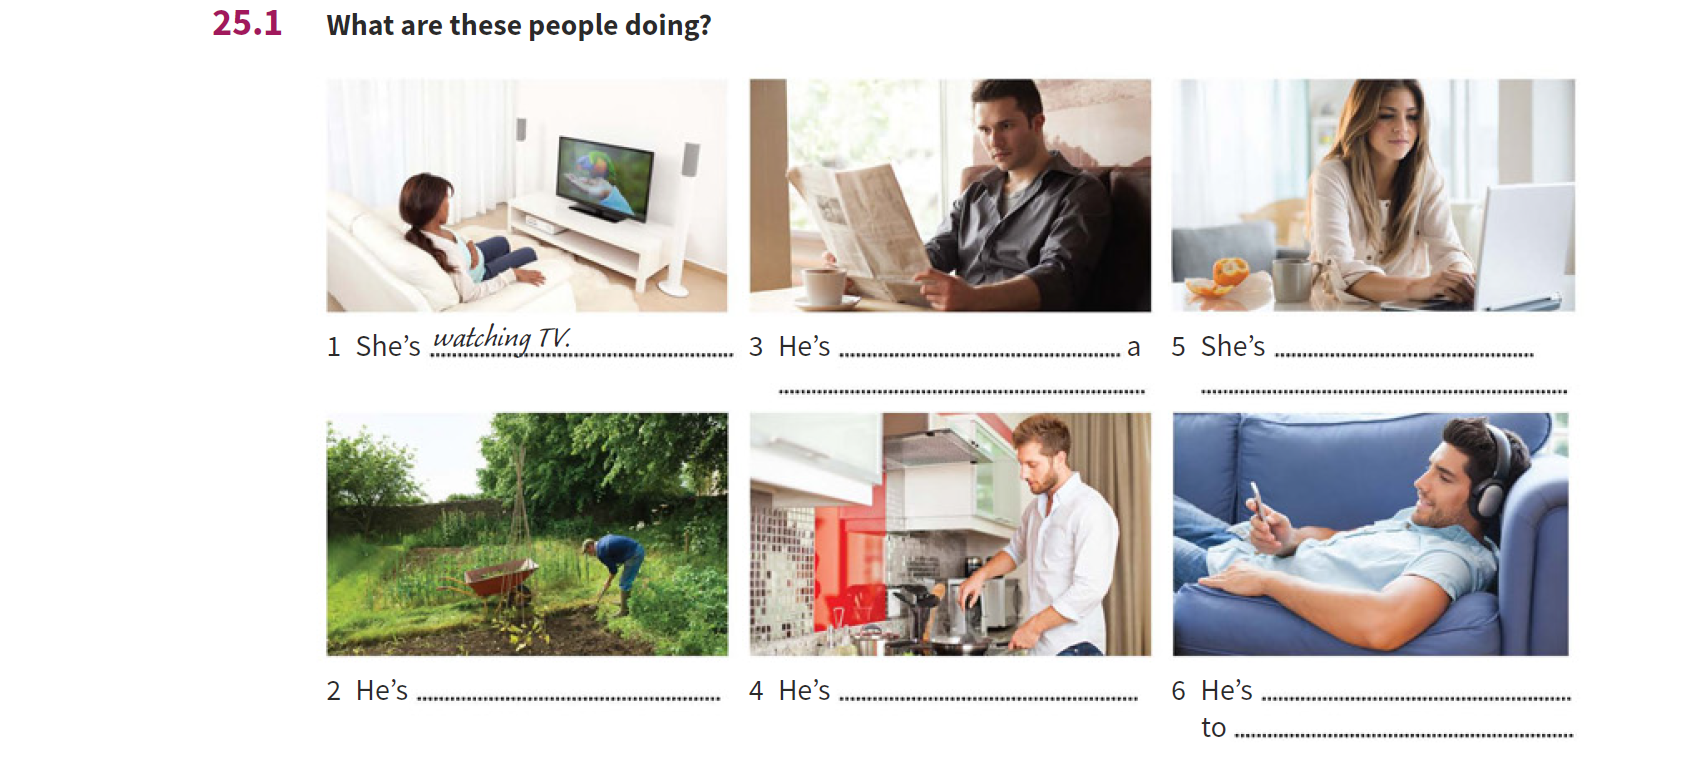 25.1 What are these people doing?
1 She's watching TV.
2 He's
3 He's a
4 He's
5 She's
6 He's
to